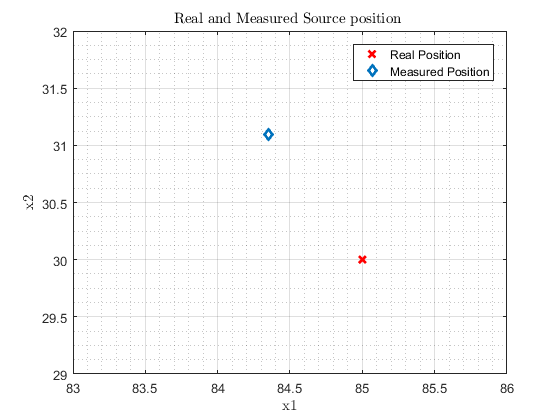 Real and Measured Source position
32
31.5
31
30.5
30
29.5
29
x2
Real Position
Measured Position
83
83.5
84
84.5
85
85.5
86
x1